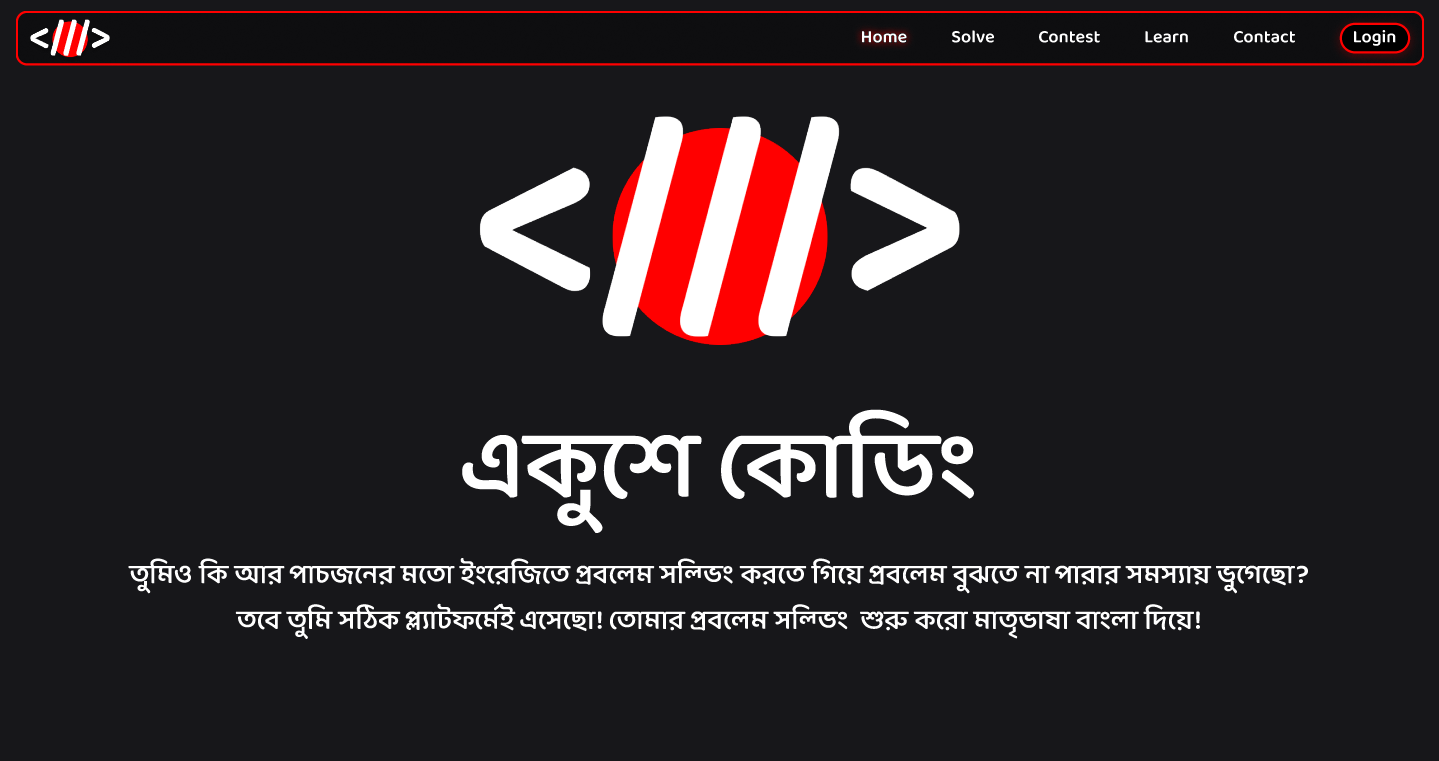 <////>
Home Solve Contest Learn Contact Login
<////>
একুশে কোডিং
তুমিও কি আর পাচজনের মতো ইংরেজিতে প্রবলেম সল্ভিং করতে গিয়ে প্রবলেম বুঝতে না পারার সমস্যায় ভুগেছো?
তবে তুমি সঠিক প্ল্যাটফর্মেই এসেছো! তোমার প্রবলেম সল্ভিং শুরু করো মাতৃভাষা বাংলা দিয়ে!